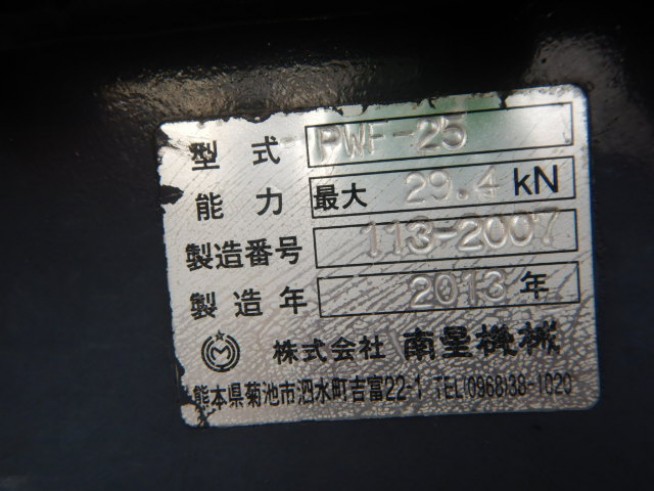 型式 PWF-25
能力 最大 29.4 kN
製造番号 113-2007
製造年 2013 年
株式会社 南星機械
熊本県菊池市泗水町吉富22-1 TEL(0968)38-1020